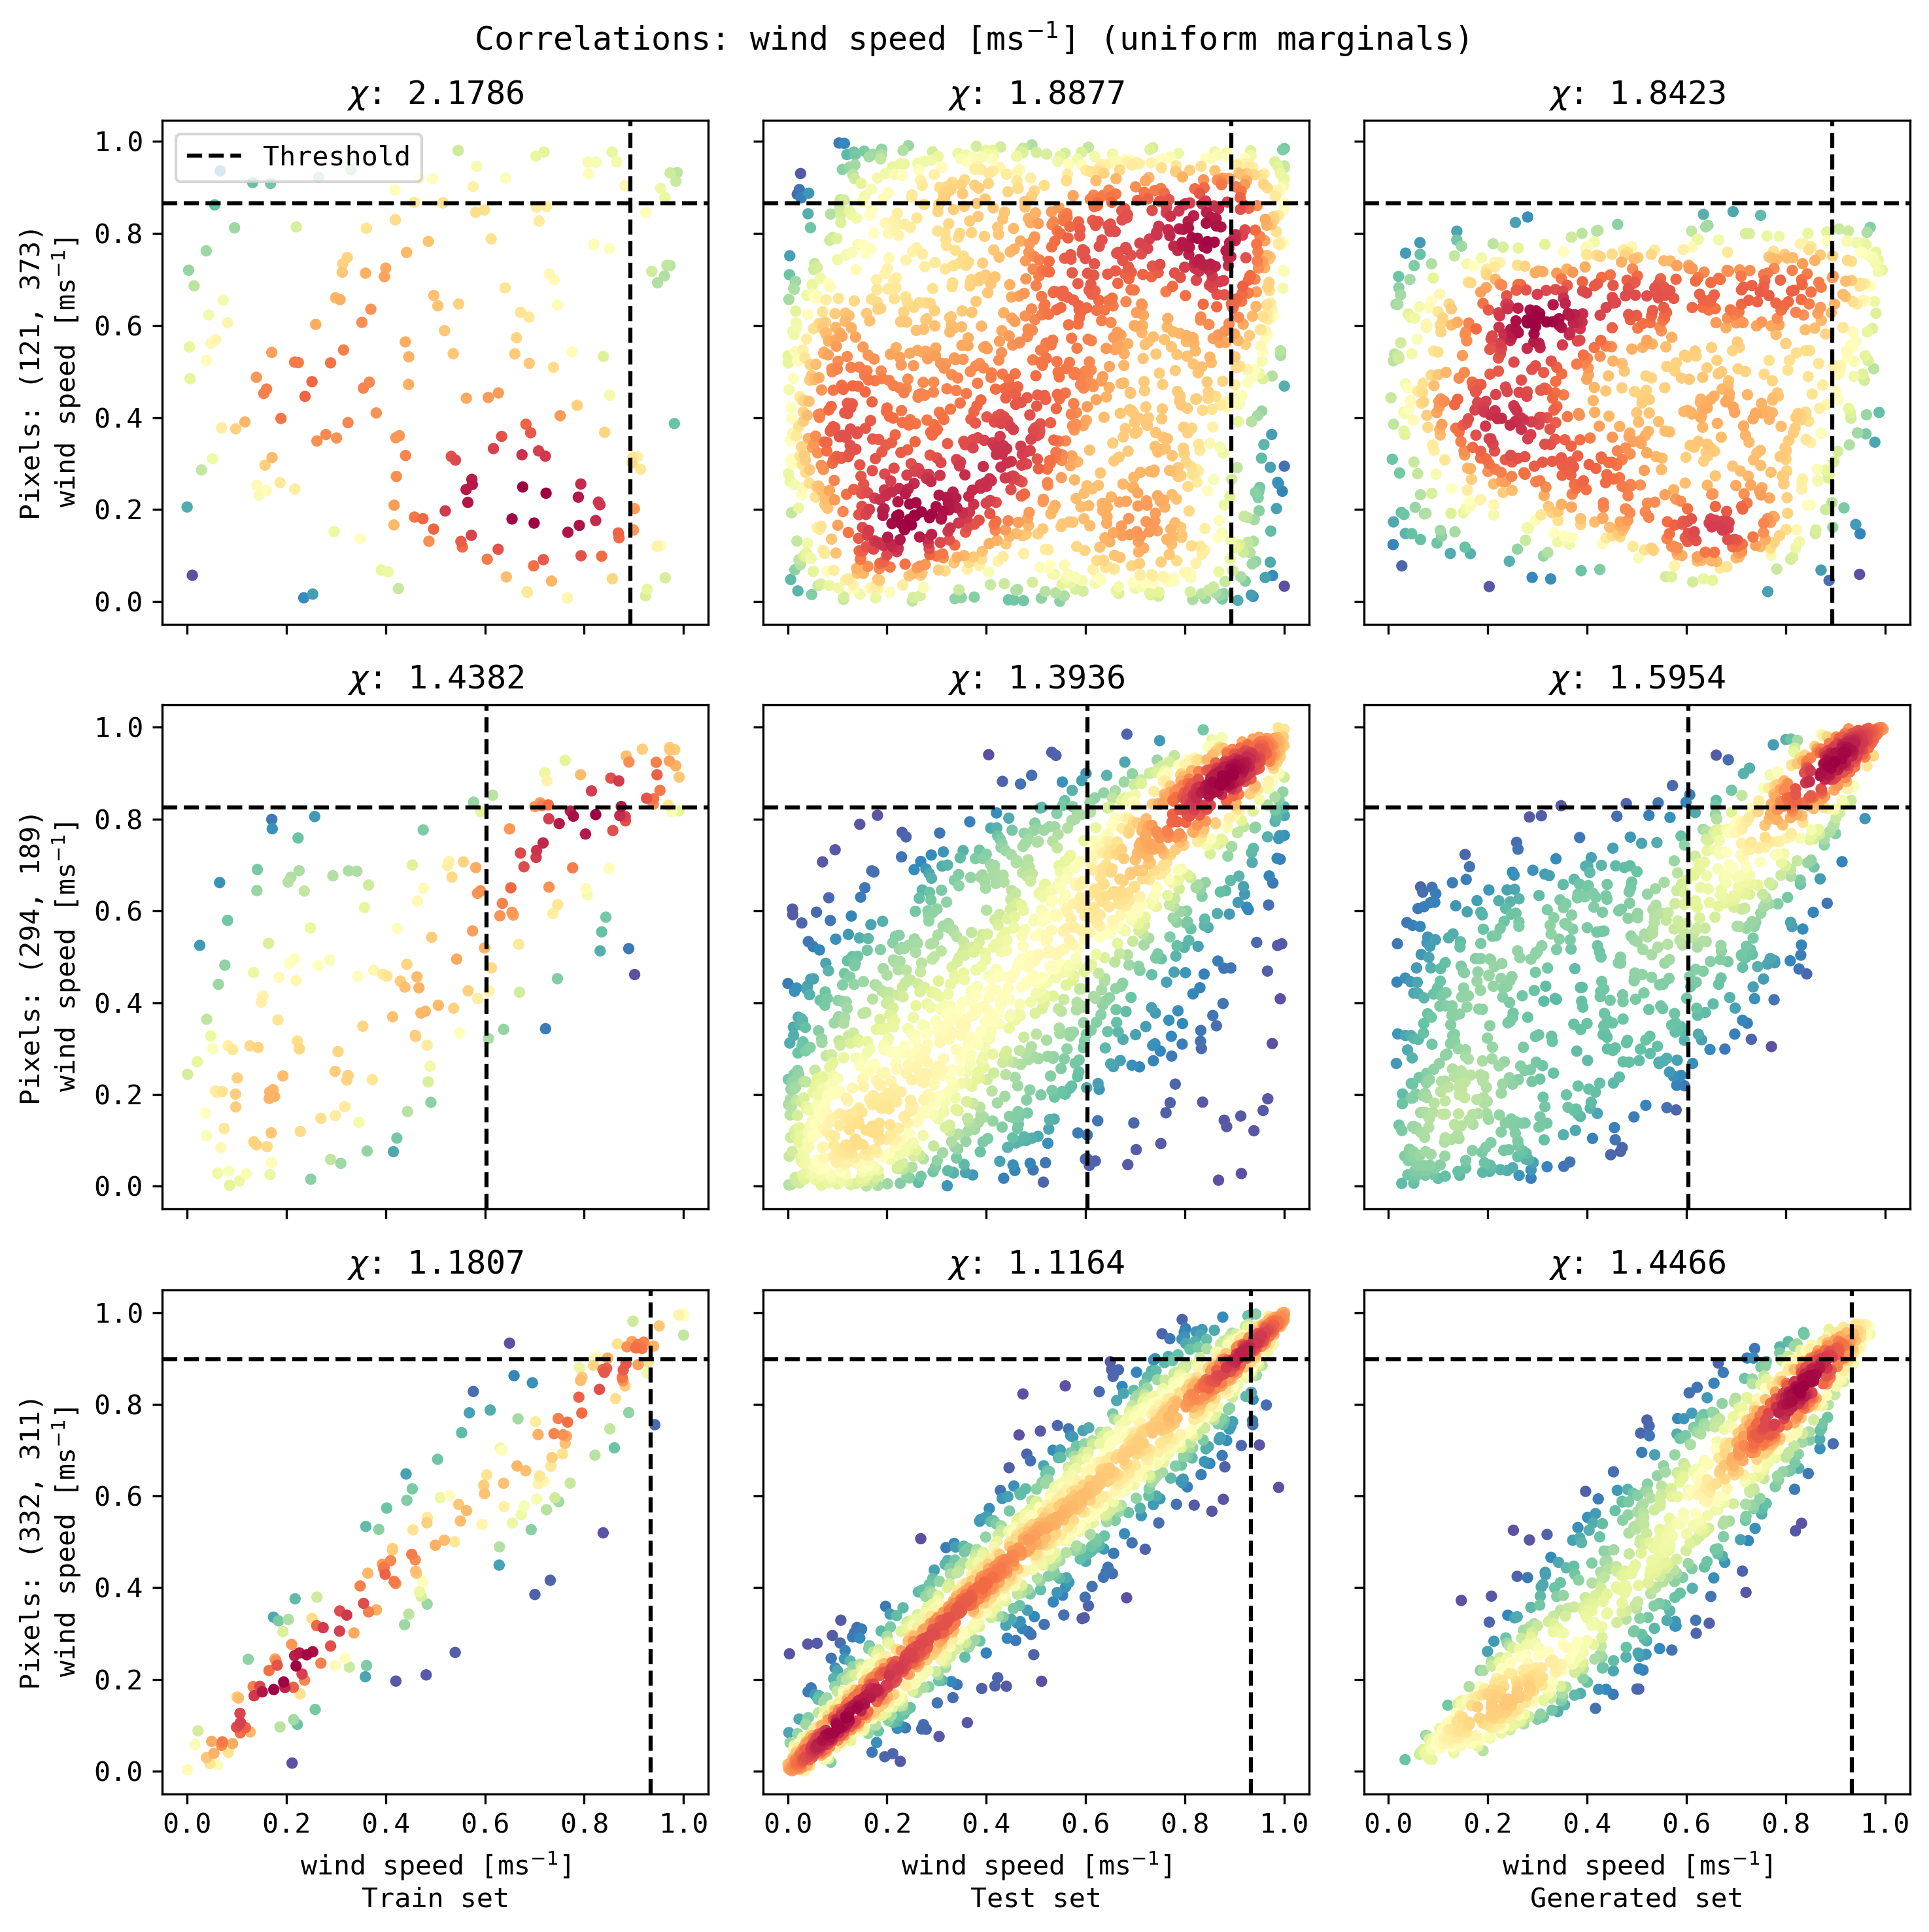 Correlations: wind speed [ms⁻¹] (uniform marginals)
χ: 2.1786
χ: 1.8877
χ: 1.8423
Threshold
Pixels: (121, 373)
wind speed [ms⁻¹]
1.0
0.8
0.6
0.4
0.2
0.0
χ: 1.4382
χ: 1.3936
χ: 1.5954
Pixels: (294, 189)
wind speed [ms⁻¹]
1.0
0.8
0.6
0.4
0.2
0.0
χ: 1.1807
χ: 1.1164
χ: 1.4466
Pixels: (332, 311)
wind speed [ms⁻¹]
1.0
0.8
0.6
0.4
0.2
0.0
0.0 0.2 0.4 0.6 0.8 1.0
0.0 0.2 0.4 0.6 0.8 1.0
0.0 0.2 0.4 0.6 0.8 1.0
wind speed [ms⁻¹]
Train set
wind speed [ms⁻¹]
Test set
wind speed [ms⁻¹]
Generated set